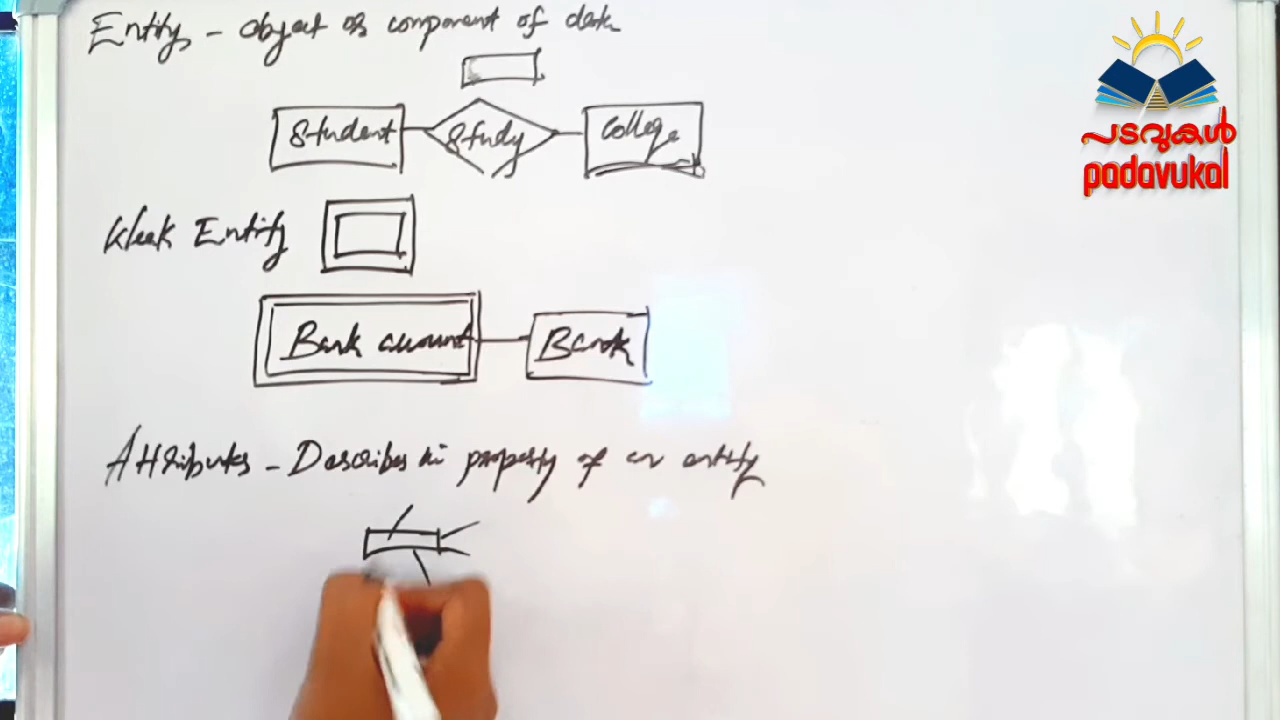 Entity - Object or component of data
Student Study College
Weak Entity
Bank account Bank
Attributes - Describes the property of an entity
പടവുകൾ
padavukal